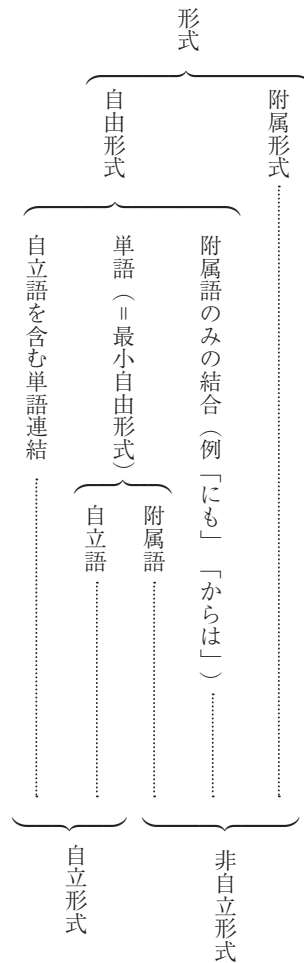 形式
附属形式
自由形式
附属語のみの結合（例「にも」「からは」）
単語（＝最小自由形式）
附属語
自立語
自立語を含む単語連結
非自立形式
自立形式